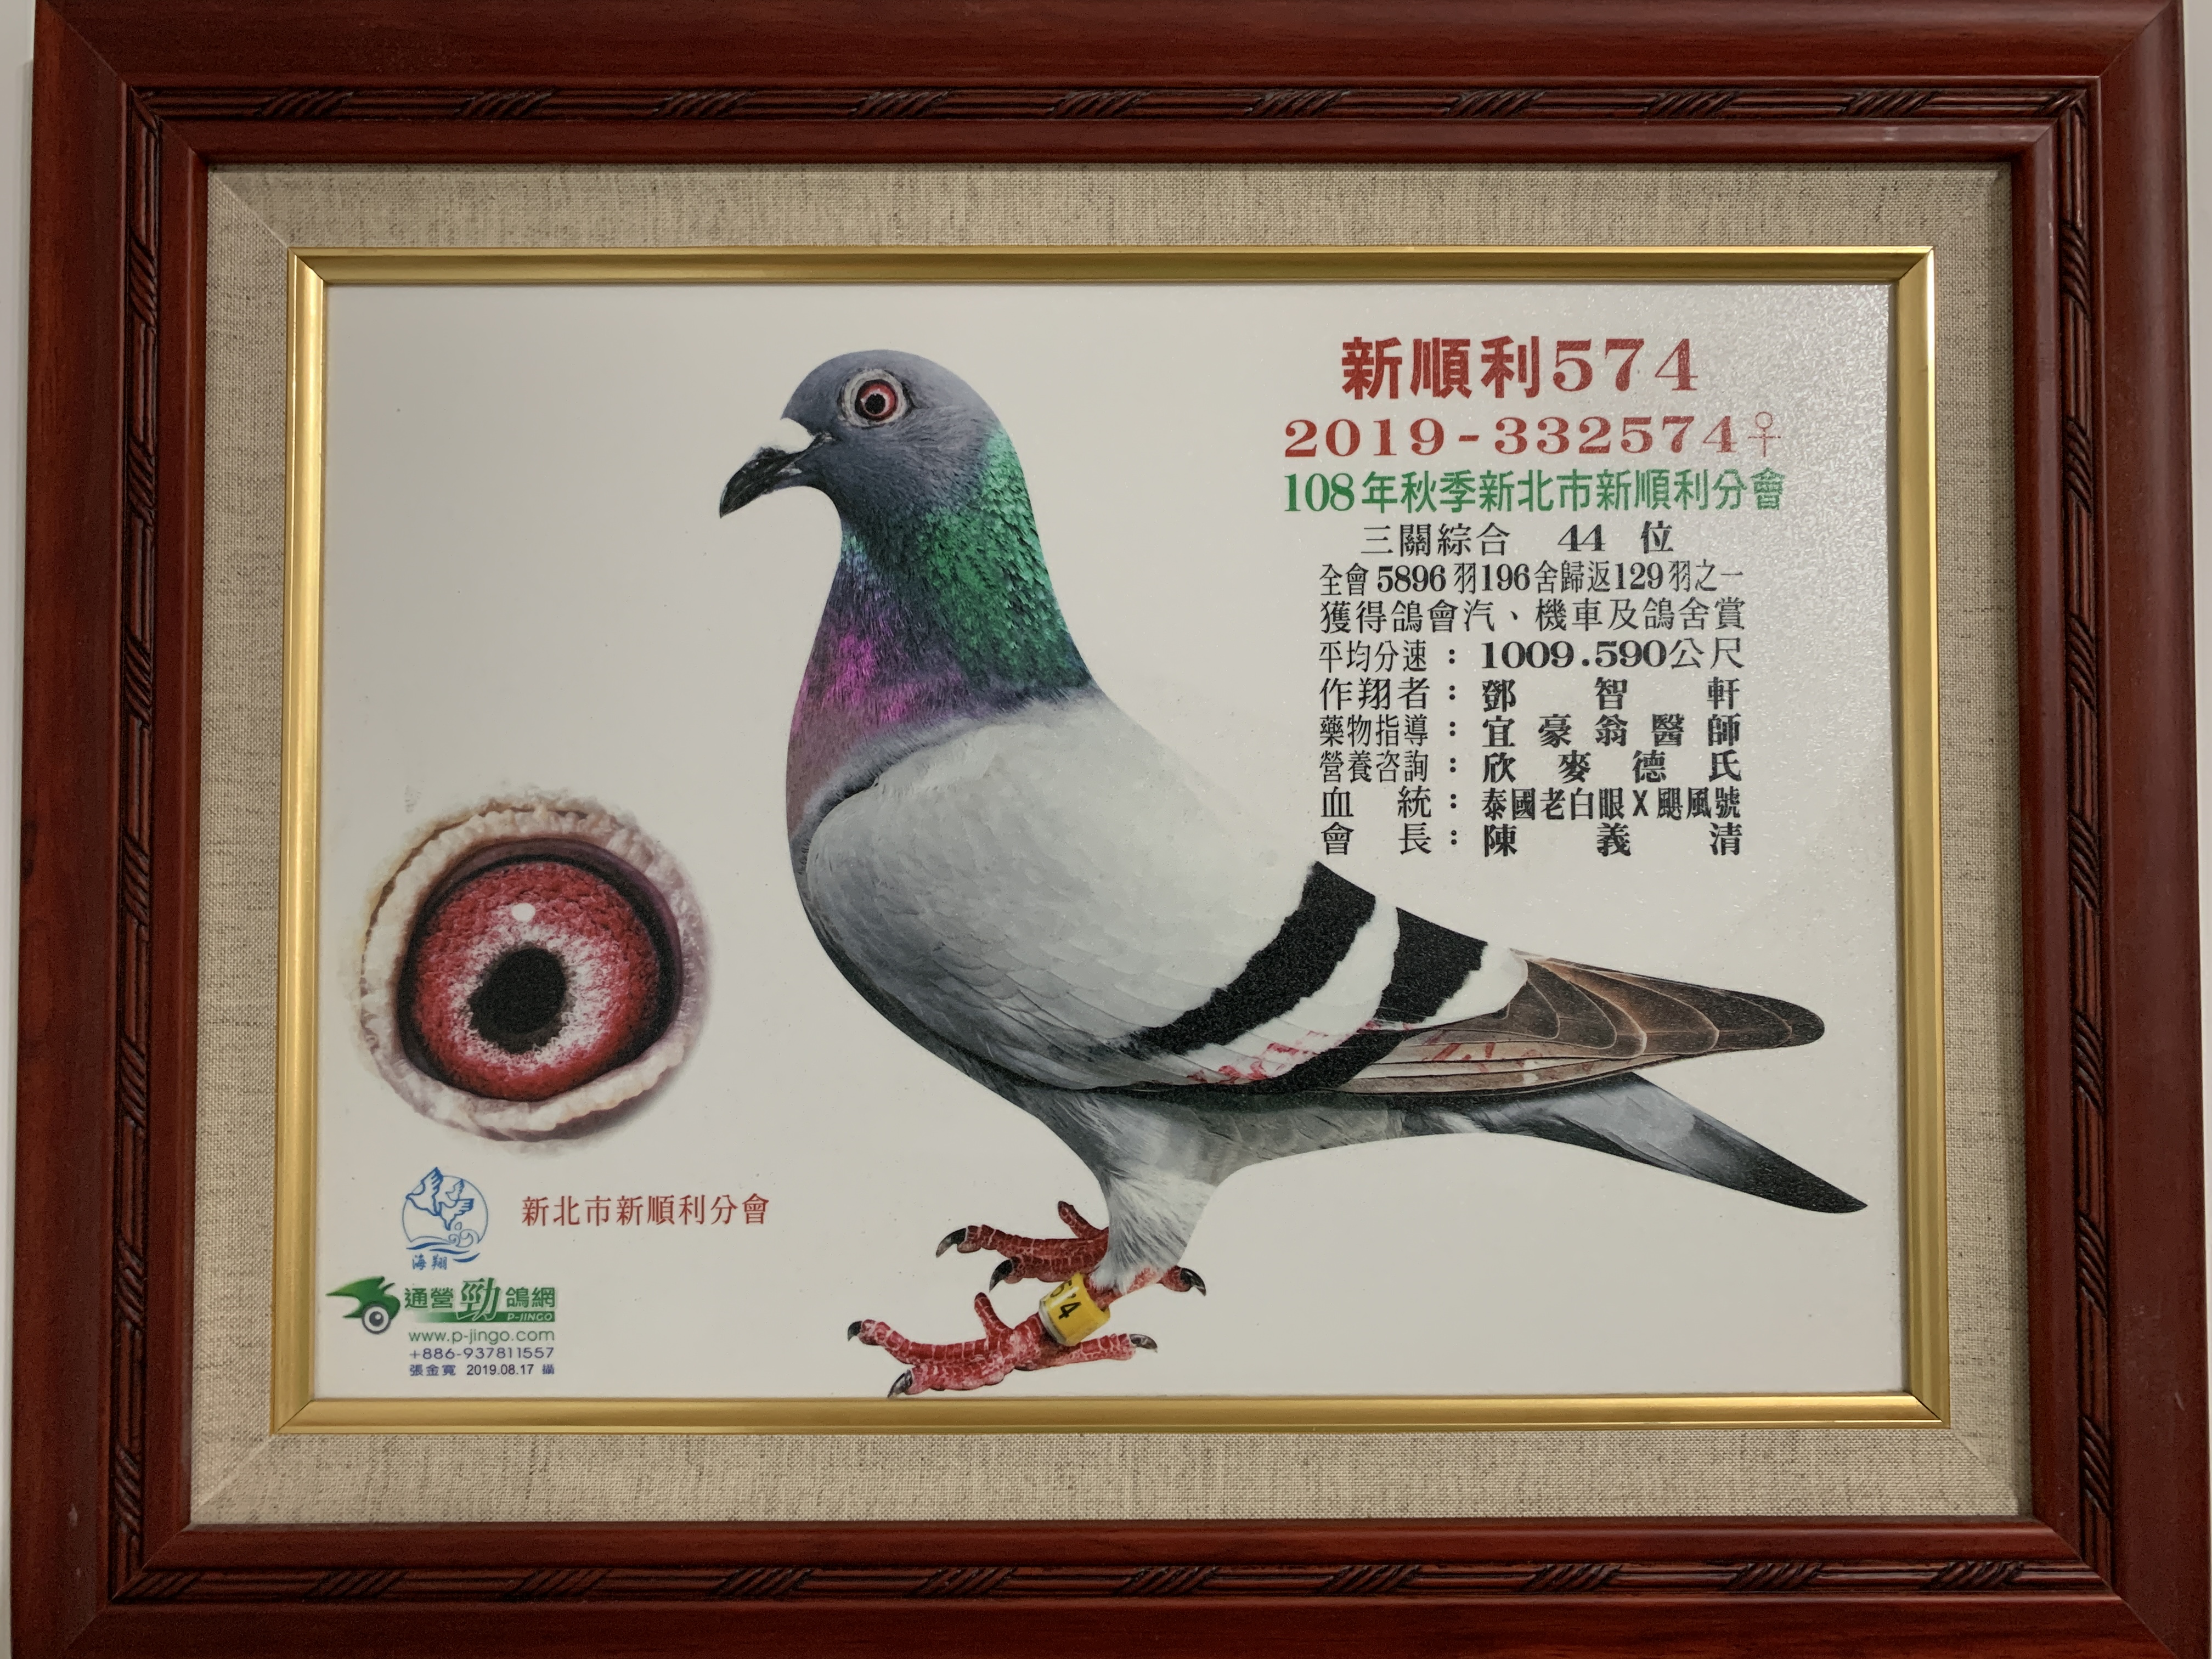 新順利574
2019-332574♀
108年秋季新北市新順利分會
三關綜合 44 位
全會5896羽196舍歸返129羽之一
獲得鴿會汽、機車及鴿舍賞
平均分速：1009.590公尺
作翔者：鄧智軒
藥物指導：宜豪翁醫師
營養咨詢：欣麥德氏
血統：泰國老白眼X颶風號
會長：陳義清
新北市新順利分會
海翔
通營勁鴿網
P-JINGO
www.p-jingo.com
+886-937811557
張金寬 2019.08.17 攝